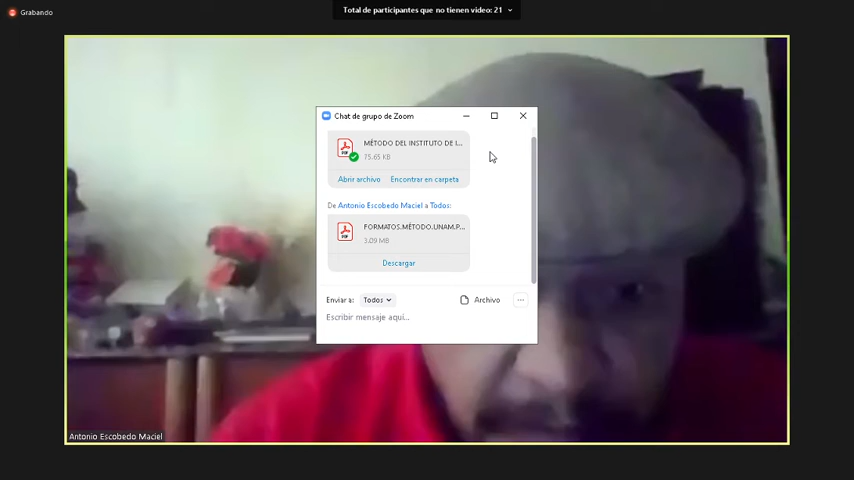 Grabando
Total de participantes que no tienen video: 21
Chat de grupo de Zoom
MÉTODO DEL INSTITUTO DE I...
75.65 KB
Abrir archivo Encontrar en carpeta
De Antonio Escobedo Maciel a Todos:
FORMATOS.MÉTODO.UNAM.P...
3.09 MB
Descargar
Enviar a: Todos Archivo ...
Escribir mensaje aquí...
Antonio Escobedo Maciel